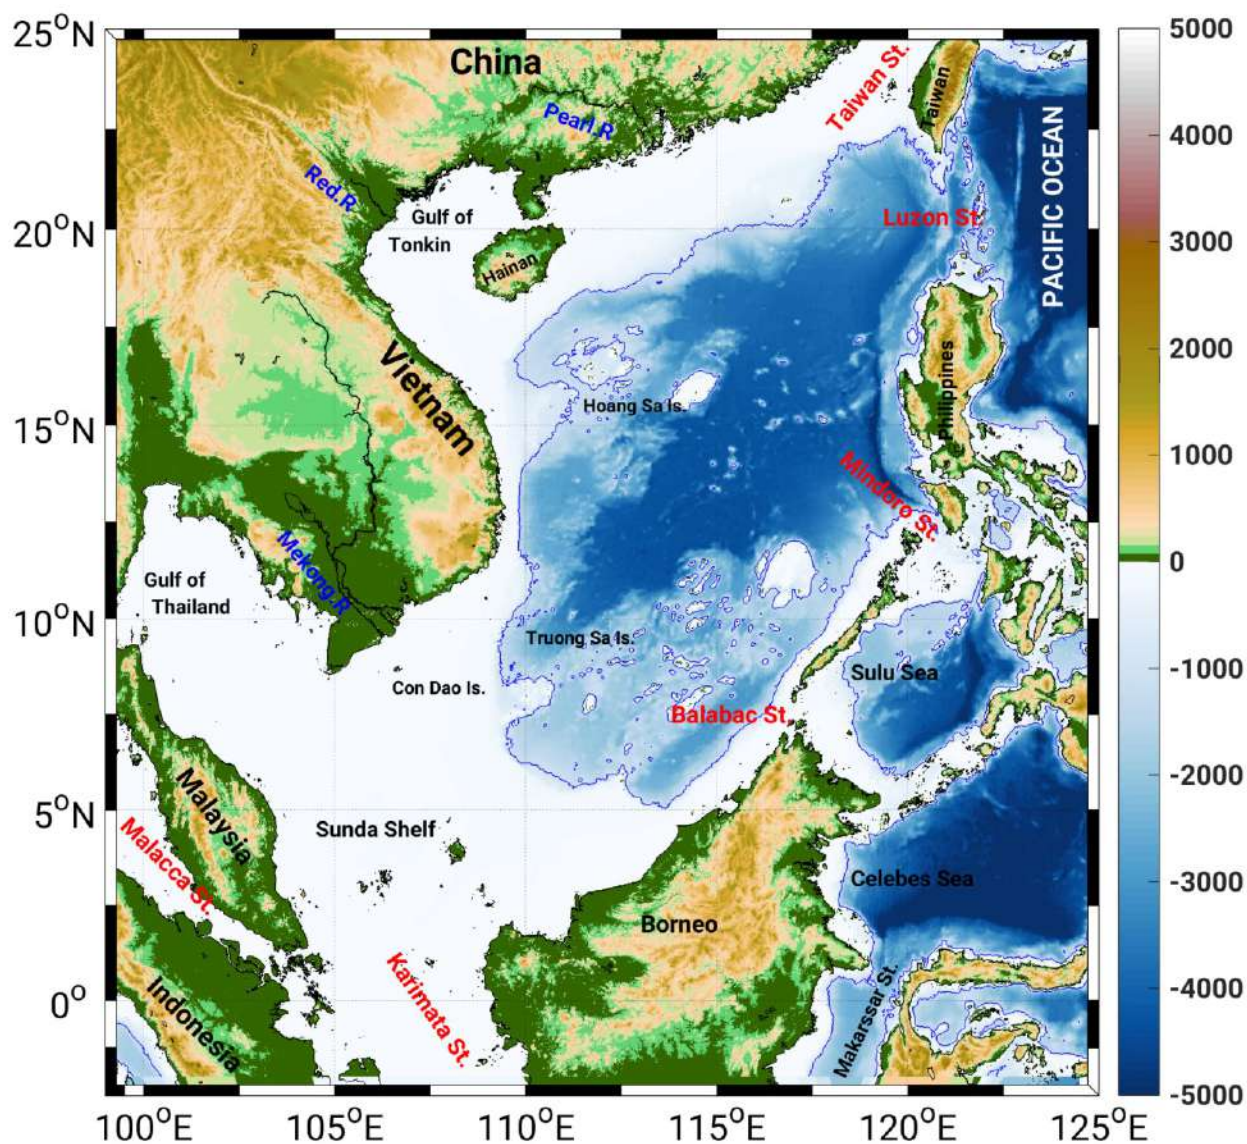 25°N
20°N
15°N
10°N
5°N
0°
100°E
105°E
110°E
115°E
120°E
125°E
China
Pearl.R
Red.R
Gulf of
Tonkin
Hainan
Taiwan St.
Taiwan
PACIFIC OCEAN
Luzon St.
Vietnam
Hoang Sa Is.
Philippines
Mindoro St.
Mekong.R
Gulf of
Thailand
Truong Sa Is.
Con Dao Is.
Sulu Sea
Balabac St.
Malaysia
Malacca St.
Sunda Shelf
Celebes Sea
Borneo
Karimata St.
Indonesia
Makarssar St.
5000
4000
3000
2000
1000
0
-1000
-2000
-3000
-4000
-5000